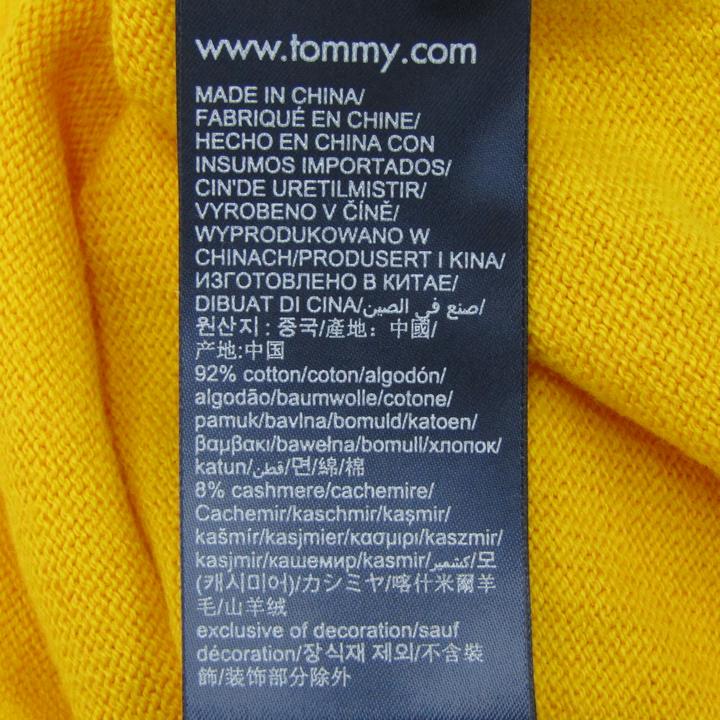 www.tommy.com
MADE IN CHINA/
FABRIQUÉ EN CHINE/
HECHO EN CHINA CON
INSUMOS IMPORTADOS/
CIN'DE URETILMISTIR/
VYROBENO V ČÍNĚ/
WYPRODUKOWANO W
CHINACH/PRODUSERT I KINA/
ИЗГОТОВЛЕНО В КИТАЕ/
DIBUAT DI CINA/صنع في الصين/
원산지 : 중국/產地：中國/
产地:中国
92% cotton/coton/algodón/
algodão/baumwolle/cotone/
pamuk/bavlna/bomuld/katoen/
βαμβακι/bawełna/bomull/хлопок/
katun/قطن/면/綿/棉
8% cashmere/cachemire/
Cachemir/kaschmir/kaşmir/
kašmír/kasjmier/κασμιρι/kaszmir/
kasjmir/кашемир/kasmir/كشمير/모
(캐시미어)/カシミヤ/喀什米爾羊
毛/山羊绒
exclusive of decoration/sauf
décoration/장식재 제외/不含裝
飾/装饰部分除外